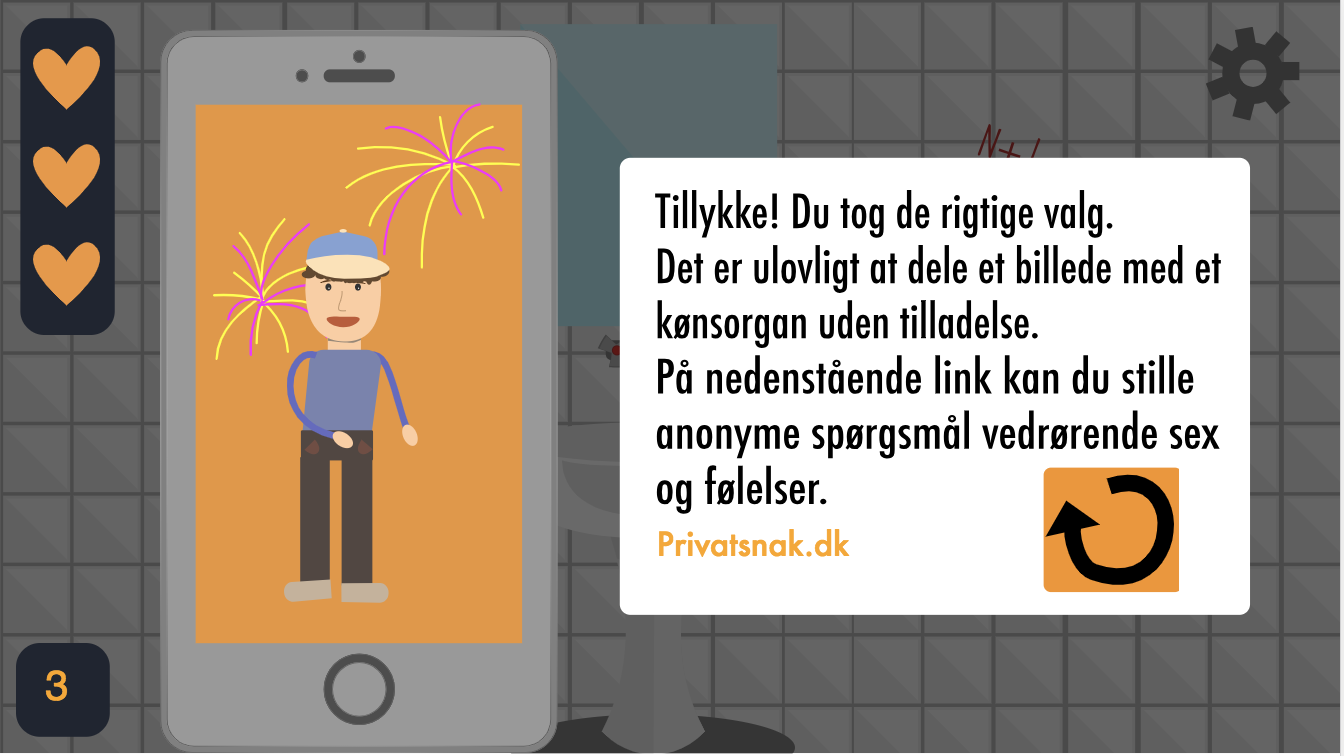 N+L
Tillykke! Du tog de rigtige valg.
Det er ulovligt at dele et billede med et
kønsorgan uden tilladelse.
På nedenstående link kan du stille
anonyme spørgsmål vedrørende sex
og følelser.
Privatsnak.dk
3